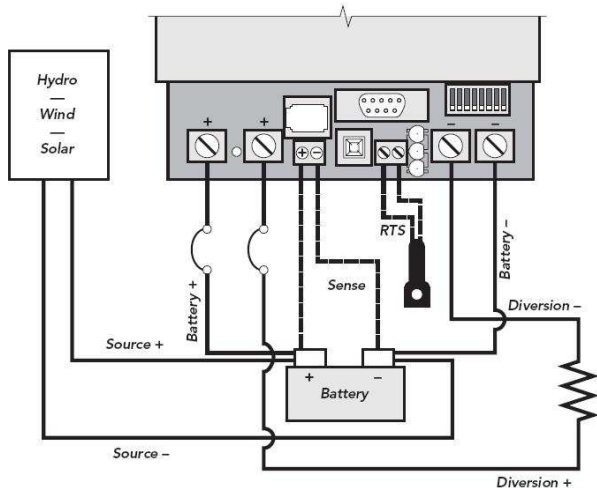 Hydro
—
Wind
—
Solar
+
+
+
−
−
−
RTS
Sense
Battery +
Battery −
Diversion −
Source +
+
−
Battery
Source −
Diversion +